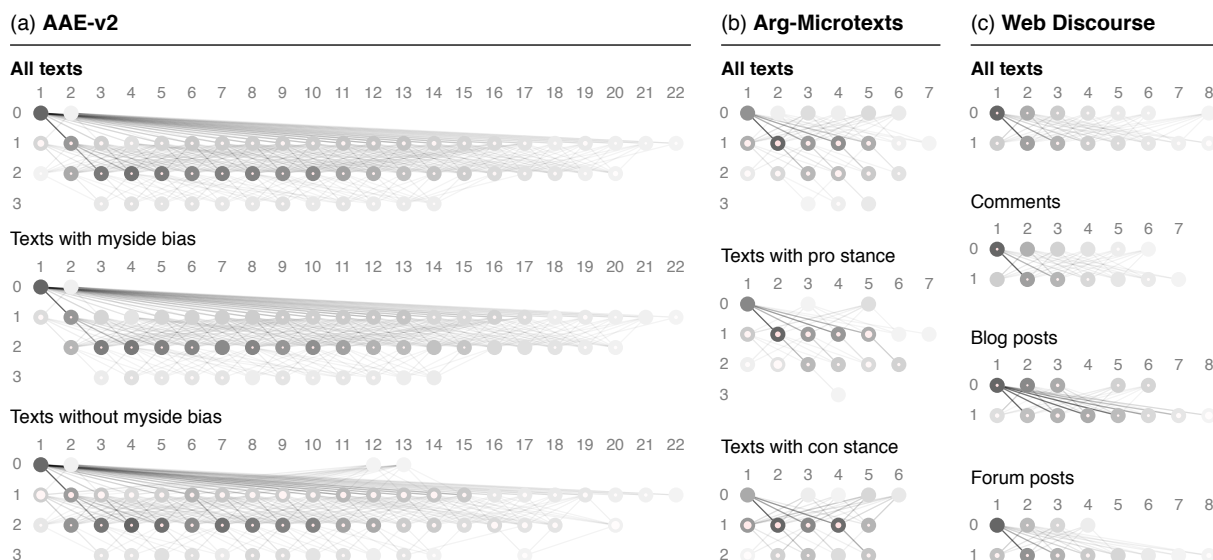 (a) AAE-v2
All texts
1 2 3 4 5 6 7 8 9 10 11 12 13 14 15 16 17 18 19 20 21 22
0
1
2
3
Texts with myside bias
1 2 3 4 5 6 7 8 9 10 11 12 13 14 15 16 17 18 19 20 21 22
0
1
2
3
Texts without myside bias
1 2 3 4 5 6 7 8 9 10 11 12 13 14 15 16 17 18 19 20 21 22
0
1
2
3
(b) Arg-Microtexts
All texts
1 2 3 4 5 6 7
0
1
2
3
Texts with pro stance
1 2 3 4 5 6 7
0
1
2
3
Texts with con stance
1 2 3 4 5 6
0
1
2
(c) Web Discourse
All texts
1 2 3 4 5 6 8
0
1
Comments
1 2 3 4 5 6 7
0
1
Blog posts
1 2 3 4 5 6 7 8
0
1
Forum posts
1 2 3 4 5 6 7 8
0
1